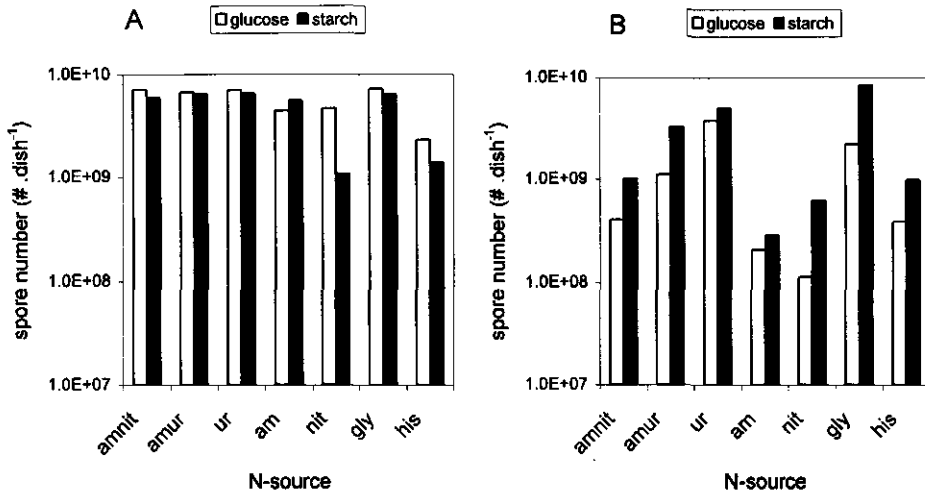 A
glucose starch
spore number (# .dish-1)
1.0E+10
1.0E+09
1.0E+08
1.0E+07
amnit amur ur am nit gly his
N-source
B
glucose starch
spore number (# .dish-1)
1.0E+10
1.0E+09
1.0E+08
1.0E+07
amnit amur ur am nit gly his
N-source